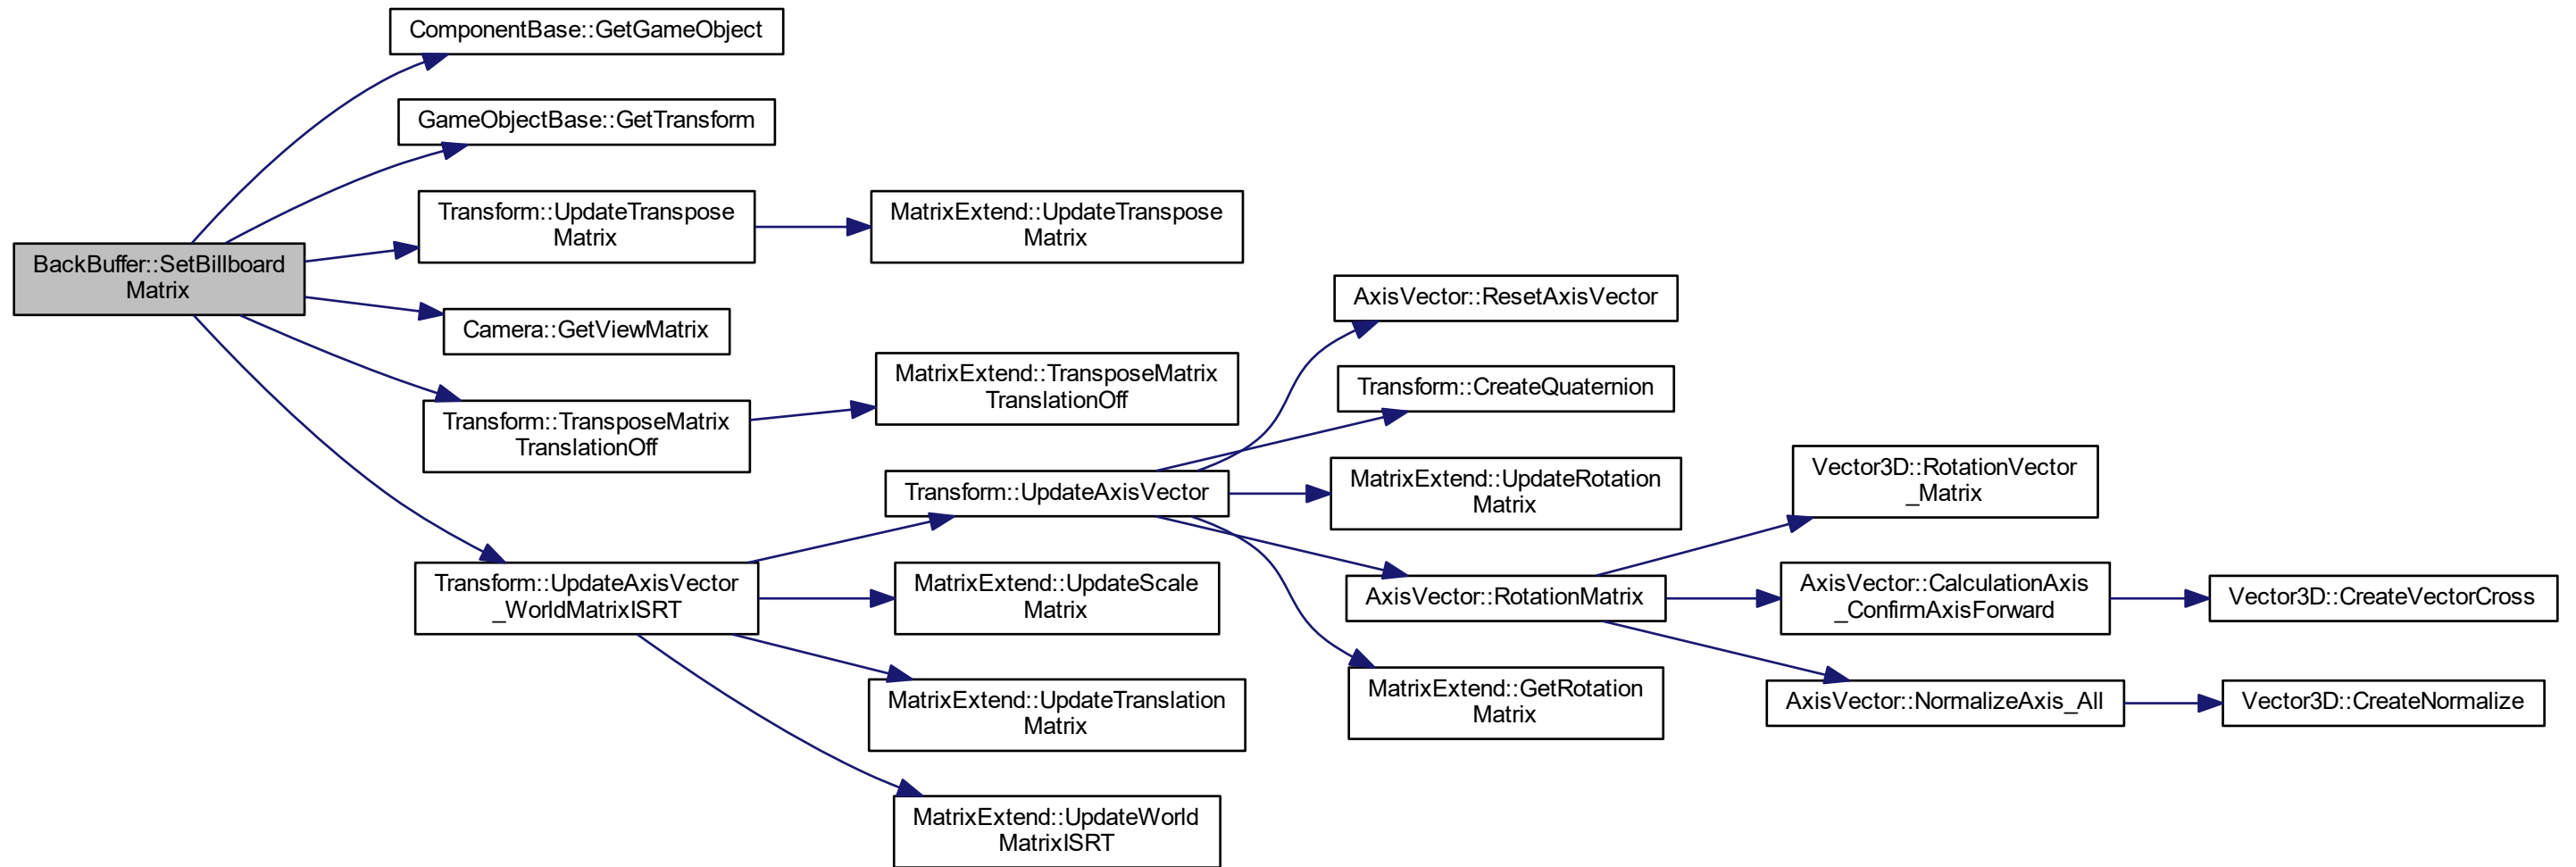 ComponentBase::GetGameObject
GameObjectBase::GetTransform
Transform::UpdateTranspose
Matrix
MatrixExtend::UpdateTranspose
Matrix
BackBuffer::SetBillboard
Matrix
Camera::GetViewMatrix
Transform::TransposeMatrix
TranslationOff
MatrixExtend::TransposeMatrix
TranslationOff
Transform::UpdateAxisVector
_WorldMatrixISRT
Transform::UpdateAxisVector
MatrixExtend::UpdateScale
Matrix
MatrixExtend::UpdateTranslation
Matrix
MatrixExtend::UpdateWorld
MatrixISRT
AxisVector::ResetAxisVector
Transform::CreateQuaternion
MatrixExtend::UpdateRotation
Matrix
AxisVector::RotationMatrix
MatrixExtend::GetRotation
Matrix
Vector3D::RotationVector
_Matrix
AxisVector::CalculationAxis
_ConfirmAxisForward
AxisVector::NormalizeAxis_All
Vector3D::CreateVectorCross
Vector3D::CreateNormalize